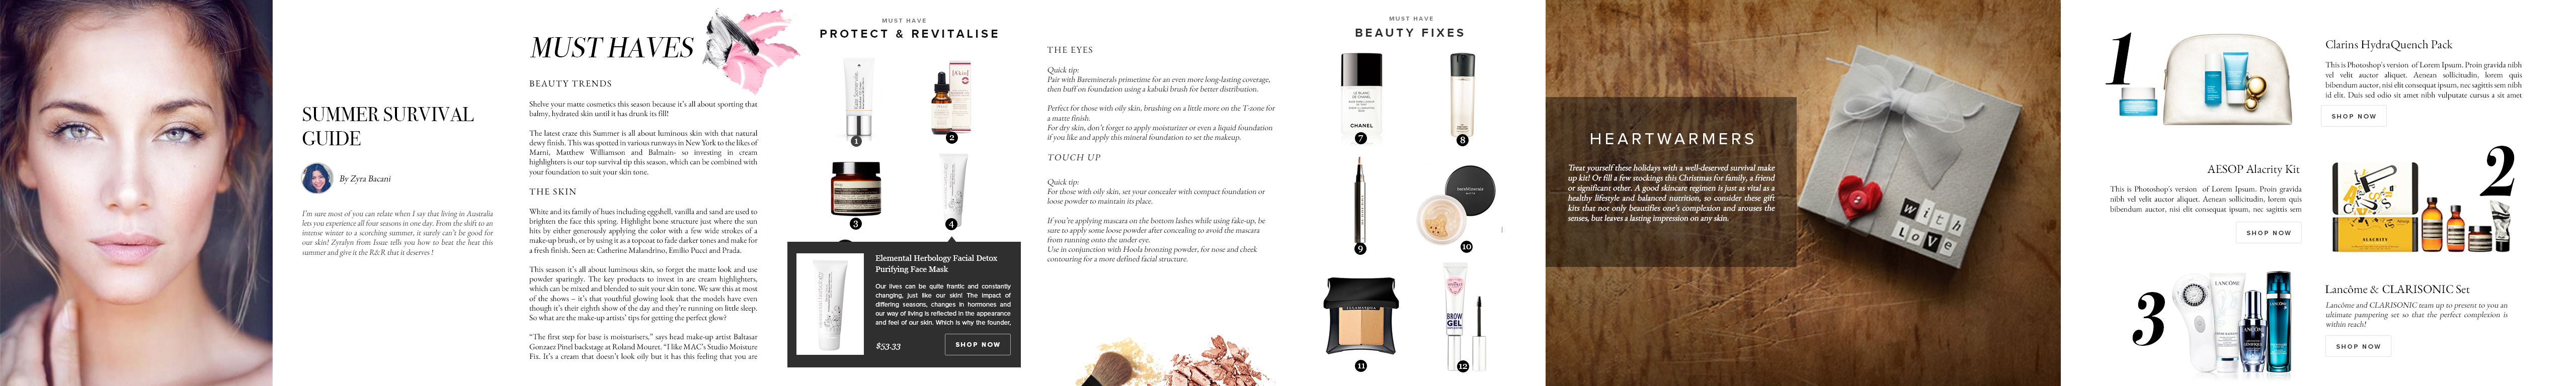 SUMMER SURVIVAL
GUIDE
By Zyra Bacani
I'm sure most of you can relate when I say that living in Australia
lets you experience all four seasons in one day. From the shift to an
intense winter to a scorching summer, it surely can't be good for
our skin! Zyralyn from Issue tells you how to beat the heat this
summer and give it the R&R that it deserves !
MUST HAVES
BEAUTY TRENDS
Shelve your matte cosmetics this season because it's all about sporting that
balmy, hydrated skin until it has drunk its fill!
The latest craze this Summer is all about luminous skin with that natural
dewy finish. This was spotted in various runways in New York to the likes of
Marni, Matthew Williamson and Balmain- so investing in cream
highlighters is our top survival tip this season, which can be combined with
your foundation to suit your skin tone.
THE SKIN
White and its family of hues including eggshell, vanilla and sand are used to
brighten the face this spring. Highlight bone structure just where the sun
hits by either generously applying the color with a few wide strokes of a
make-up brush, or by using it as a topcoat to fade darker tones and make for
a fresh finish. Seen at: Catherine Malandrino, Emilio Pucci and Prada.
This season it's all about luminous skin, so forget the matte look and use
powder sparingly. The key products to invest in are cream highlighters,
which can be mixed and blended to suit your skin tone. We saw this at most
of the shows – it's that youthful glowing look that the models have even
though it's their eighth show of the day and they're running on little sleep.
So what are the make-up artists' tips for getting the perfect glow?
“The first step for base is moisturisers,” says head make-up artist Baltasar
Gonzaez Pinel backstage at Roland Mouret. “I like MAC's Studio Moisture
Fix. It's a cream that doesn't look oily but it has this feeling that you are
MUST HAVE
PROTECT & REVITALISE
1
2
3
4
Elemental Herbology Facial Detox
Purifying Face Mask
Our lives can be quite frantic and constantly
changing, just like our skin! The impact of
differing seasons, changes in hormones and
our way of living is reflected in the appearance
and feel of our skin. Which is why the founder,
$53.33
SHOP NOW
THE EYES
Quick tip:
Pair with Bareminerals primetime for an even more long-lasting coverage,
then buff on foundation using a kabuki brush for better distribution.
Perfect for those with oily skin, brushing on a little more on the T-zone for
a matte finish.
For dry skin, don't forget to apply moisturizer or even a liquid foundation
if you like and apply this mineral foundation to set the makeup.
TOUCH UP
Quick tip:
For those with oily skin, set your concealer with compact foundation or
loose powder to maintain its place.
If you're applying mascara on the bottom lashes while using fake-up, be
sure to apply some loose powder after concealing to avoid the mascara
from running onto the under eye.
Use in conjunction with Hoola bronzing powder, for nose and cheek
contouring for a more defined facial structure.
MUST HAVE
BEAUTY FIXES
LE BLANC
DE CHANEL
CHANEL
7
8
9
bareMinerals
10
11
BROW
GEL
12
HEARTWARMERS
Treat yourself these holidays with a well-deserved survival make
up kit! Or fill a few stockings this Christmas for family, a friend
or significant other. A good skincare regimen is just as vital as a
healthy lifestyle and balanced nutrition, so consider these gift
kits that not only beautifies one's complexion and arouses the
senses, but leaves a lasting impression on any skin.
with
LOVE
1
Clarins HydraQuench Pack
This is Photoshop's version of Lorem Ipsum. Proin gravida nibh
vel velit auctor aliquet. Aenean sollicitudin, lorem quis
bibendum auctor, nisi elit consequat ipsum, nec sagittis sem nibh
id elit. Duis sed odio sit amet nibh vulputate cursus a sit amet
SHOP NOW
AESOP Alacrity Kit
This is Photoshop's version of Lorem Ipsum. Proin gravida
nibh vel velit auctor aliquet. Aenean sollicitudin, lorem quis
bibendum auctor, nisi elit consequat ipsum, nec sagittis sem
SHOP NOW
2
ALACRITY
3
LANCÔME
Lancôme & CLARISONIC Set
Lancôme and CLARISONIC team up to present to you an
ultimate pampering set so that the perfect complexion is
within reach!
SHOP NOW